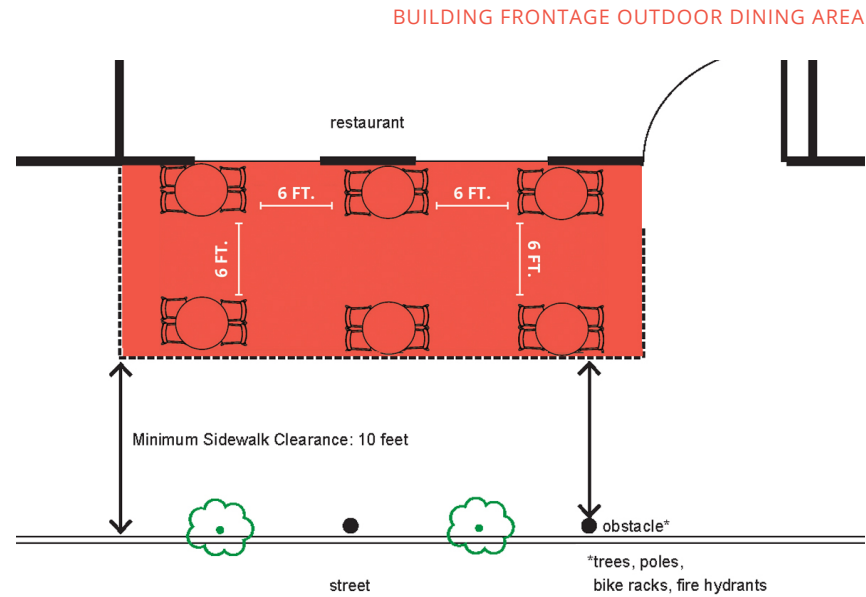 BUILDING FRONTAGE OUTDOOR DINING AREA
restaurant
6 FT.
6 FT.
6 FT.
6 FT.
Minimum Sidewalk Clearance: 10 feet
obstacle*
*trees, poles,
bike racks, fire hydrants
street